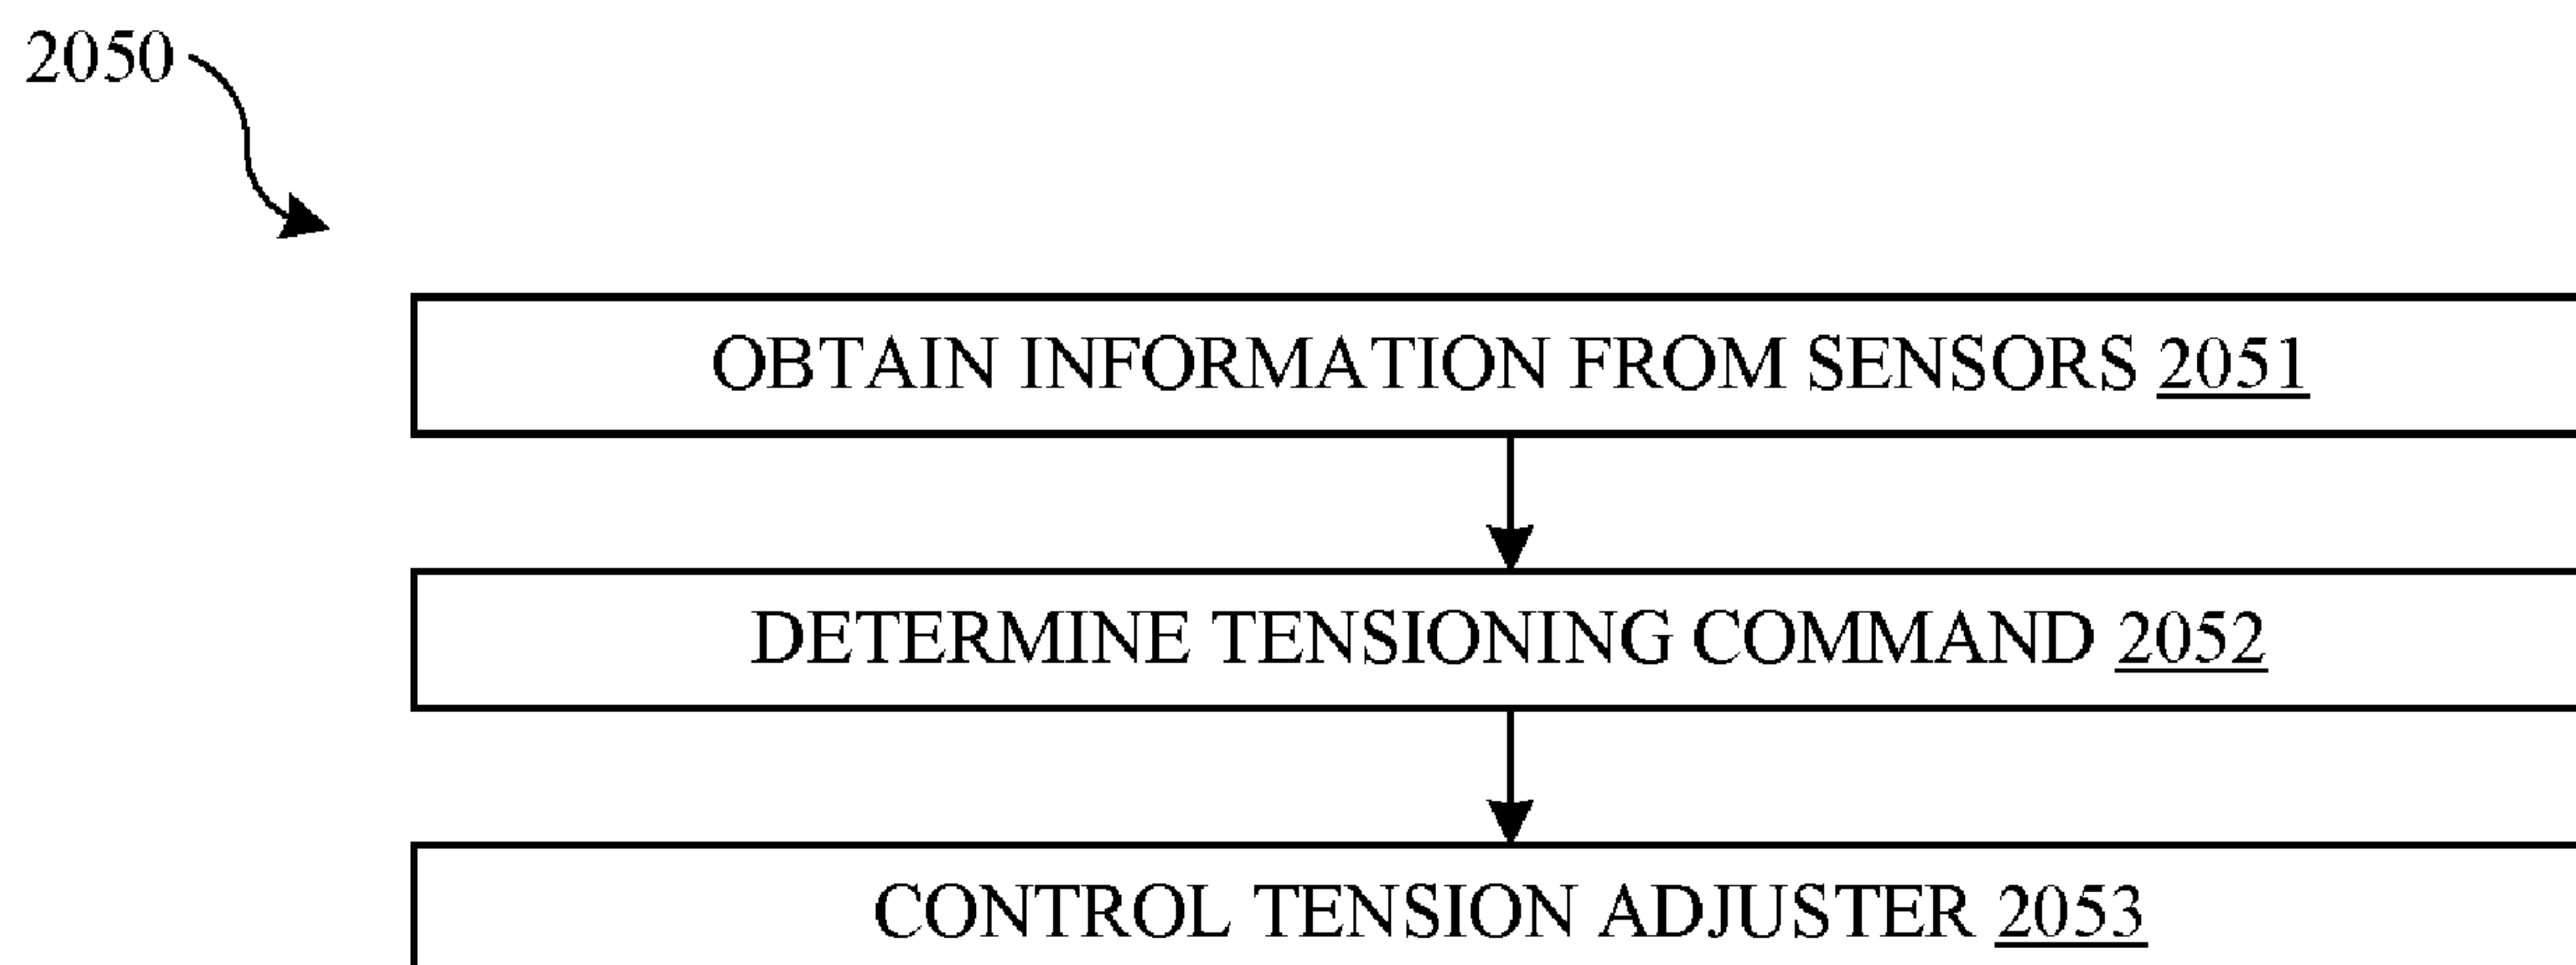 2050
OBTAIN INFORMATION FROM SENSORS 2051
DETERMINE TENSIONING COMMAND 2052
CONTROL TENSION ADJUSTER 2053